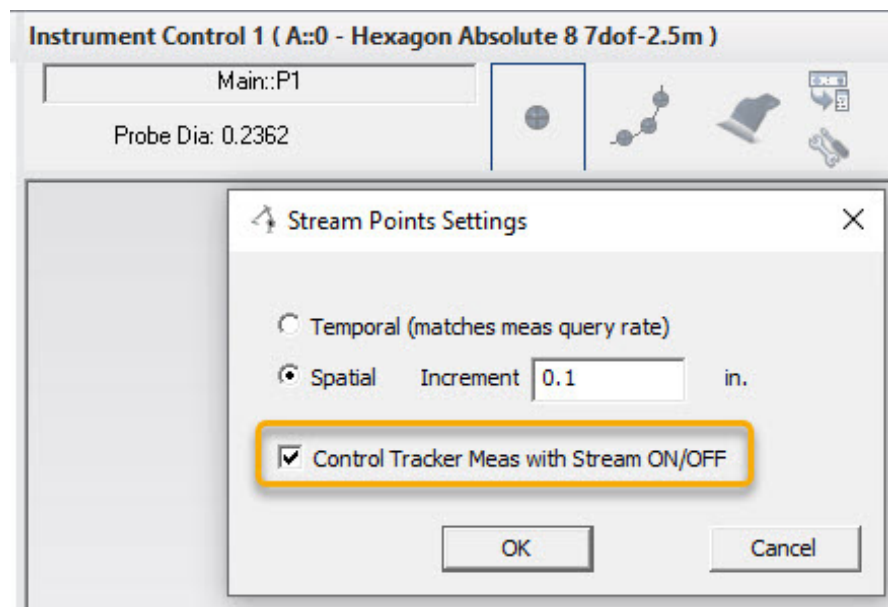 Instrument Control 1 ( A::0 - Hexagon Absolute 8 7dof-2.5m )
Main::P1
Probe Dia: 0.2362
Stream Points Settings
Temporal (matches meas query rate)
Spatial Increment 0.1 in.
Control Tracker Meas with Stream ON/OFF
OK Cancel